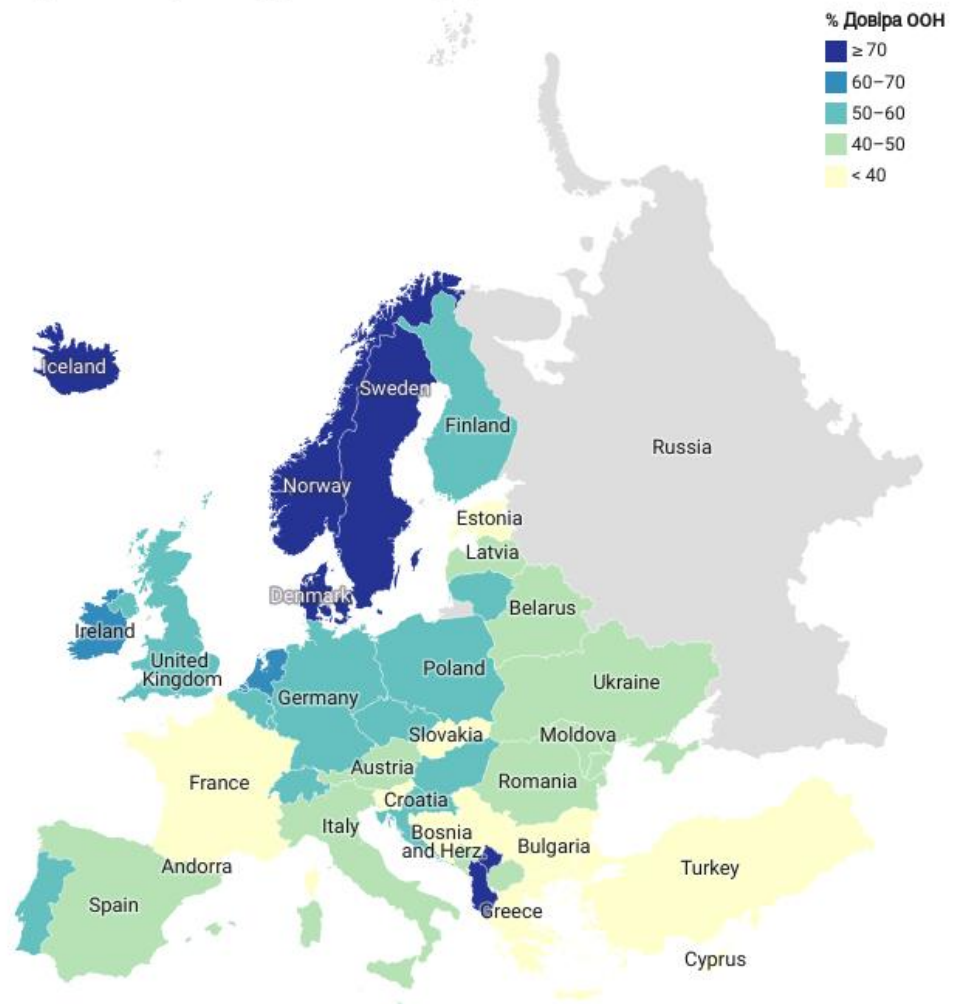 % Довіра ООН
≥ 70
60–70
50–60
40–50
< 40
Iceland
Sweden
Finland
Russia
Norway
Estonia
Latvia
Denmark
Belarus
Ireland
United
Kingdom
Poland
Ukraine
Germany
Slovakia
Moldova
Austria
France
Romania
Croatia
Italy
Bosnia
and Herz.
Bulgaria
Andorra
Turkey
Spain
Greece
Cyprus